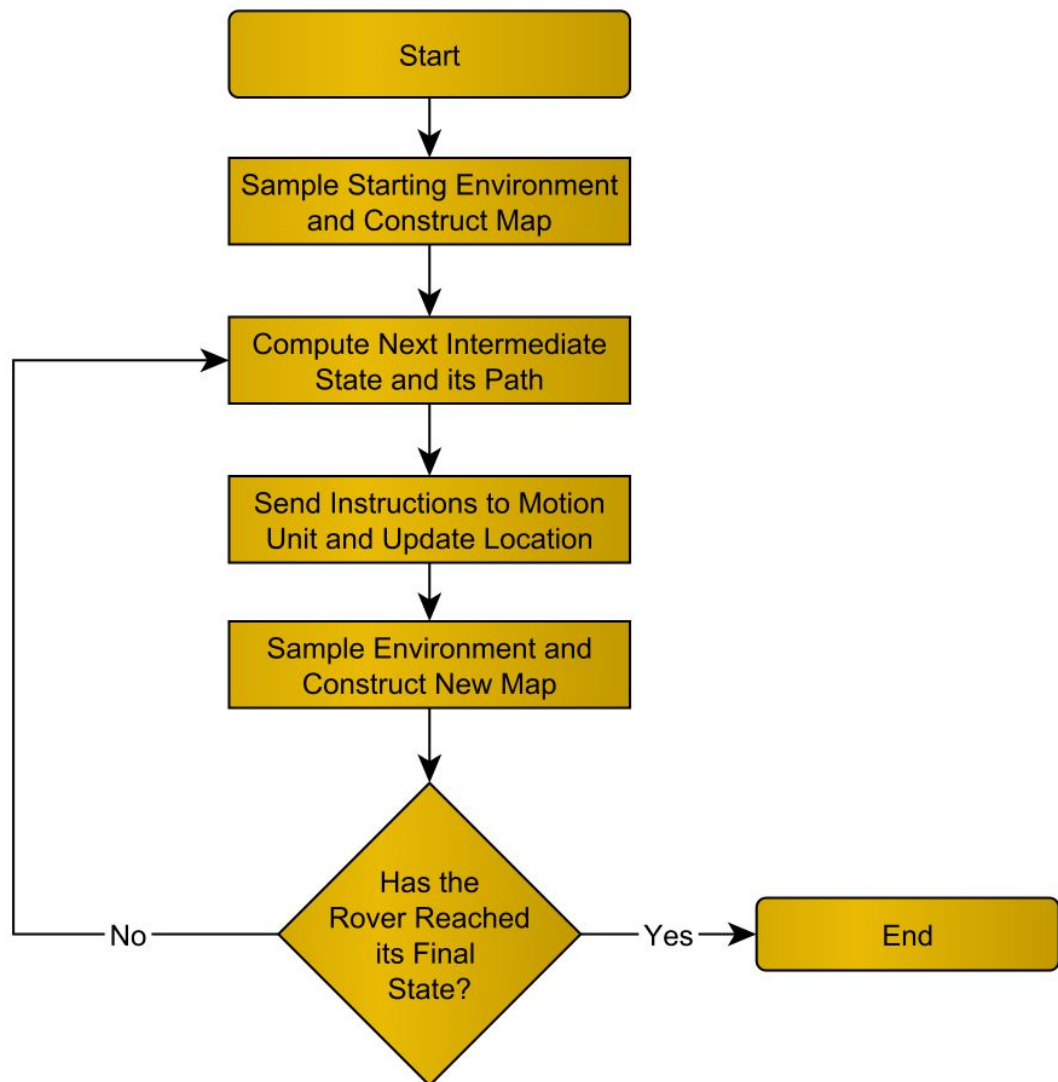 Start
Sample Starting Environment
and Construct Map
Compute Next Intermediate
State and its Path
Send Instructions to Motion
Unit and Update Location
Sample Environment and
Construct New Map
Has the
Rover Reached
its Final
State?
No
Yes
End